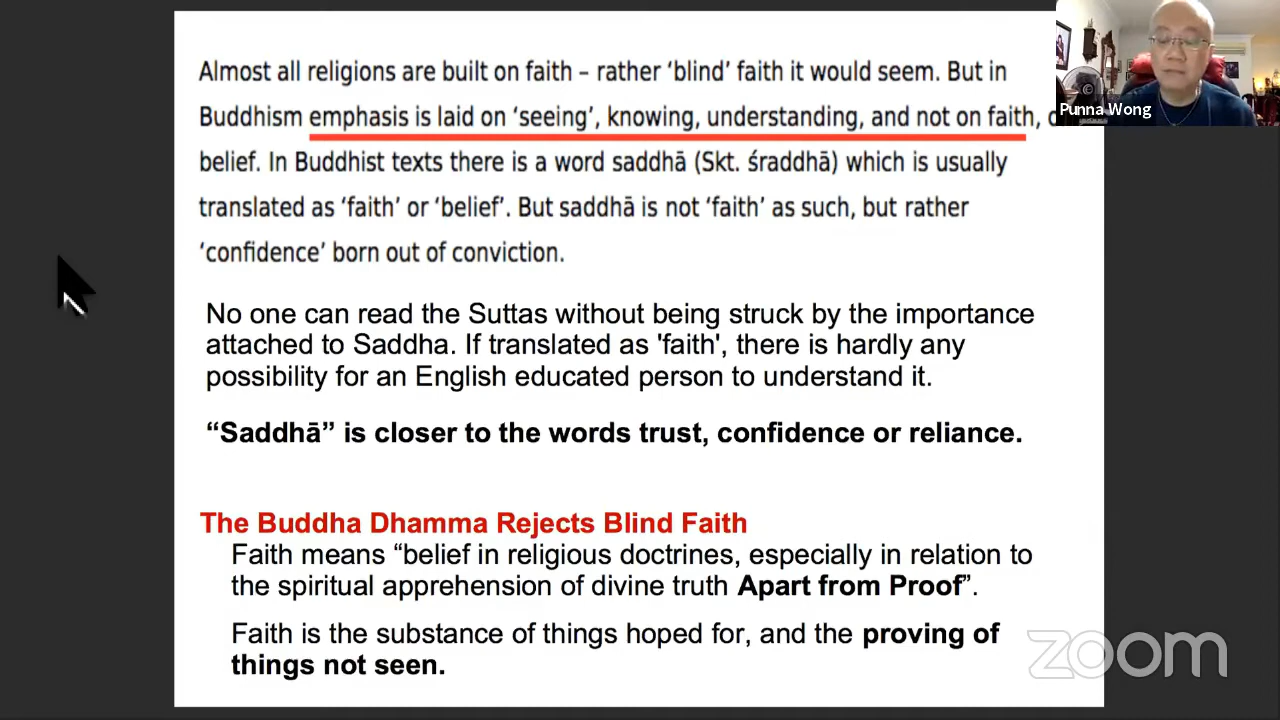 Almost all religions are built on faith – rather ‘blind’ faith it would seem. But in
Buddhism emphasis is laid on ‘seeing’, knowing, understanding, and not on faith,
belief. In Buddhist texts there is a word saddhā (Skt. śraddhā) which is usually
translated as ‘faith’ or ‘belief’. But saddhā is not ‘faith’ as such, but rather
‘confidence’ born out of conviction.
No one can read the Suttas without being struck by the importance
attached to Saddha. If translated as 'faith', there is hardly any
possibility for an English educated person to understand it.
“Saddhā” is closer to the words trust, confidence or reliance.
The Buddha Dhamma Rejects Blind Faith
Faith means “belief in religious doctrines, especially in relation to
the spiritual apprehension of divine truth Apart from Proof”.
Faith is the substance of things hoped for, and the proving of
things not seen.
Punna Wong
zoom